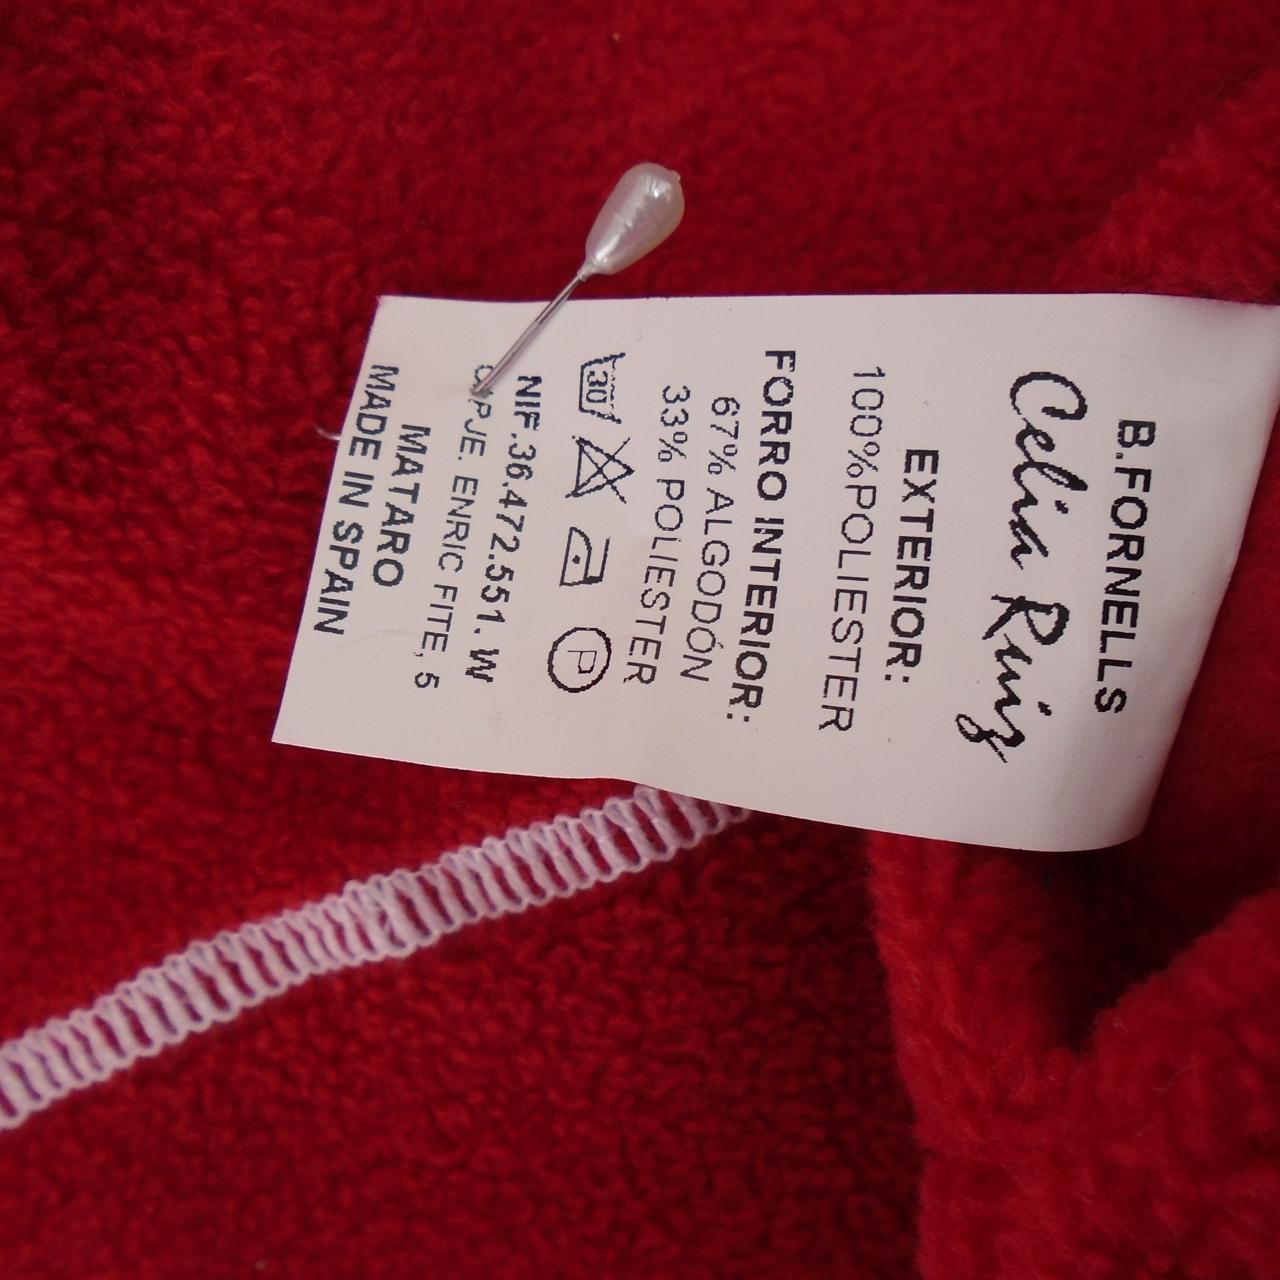 B.FORNELLS
Celia Ruiz
EXTERIOR:
100%POLIESTER
FORRO INTERIOR:
67% ALGODÓN
33% POLIESTER
30
P
NIF.36.472.551.W
ENRIC FITE, 5
MATARO
MADE IN SPAIN